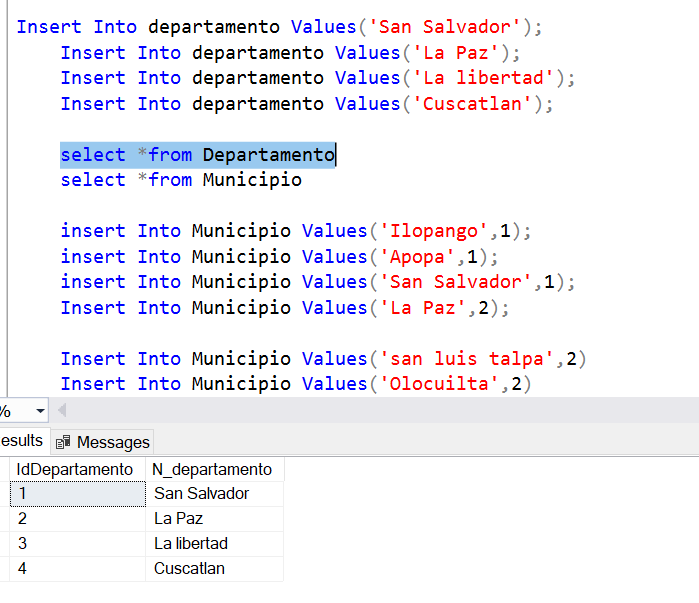 Insert Into departamento Values('San Salvador');
Insert Into departamento Values('La Paz');
Insert Into departamento Values('La libertad');
Insert Into departamento Values('Cuscatlan');
select *from Departamento
select *from Municipio
insert Into Municipio Values('Ilopango',1);
insert Into Municipio Values('Apopa',1);
insert Into Municipio Values('San Salvador',1);
Insert Into Municipio Values('La Paz',2);
Insert Into Municipio Values('san luis talpa',2)
Insert Into Municipio Values('Olocuilta',2)
%
esults Messages
IdDepartamento N_departamento
1 San Salvador
2 La Paz
3 La libertad
4 Cuscatlan